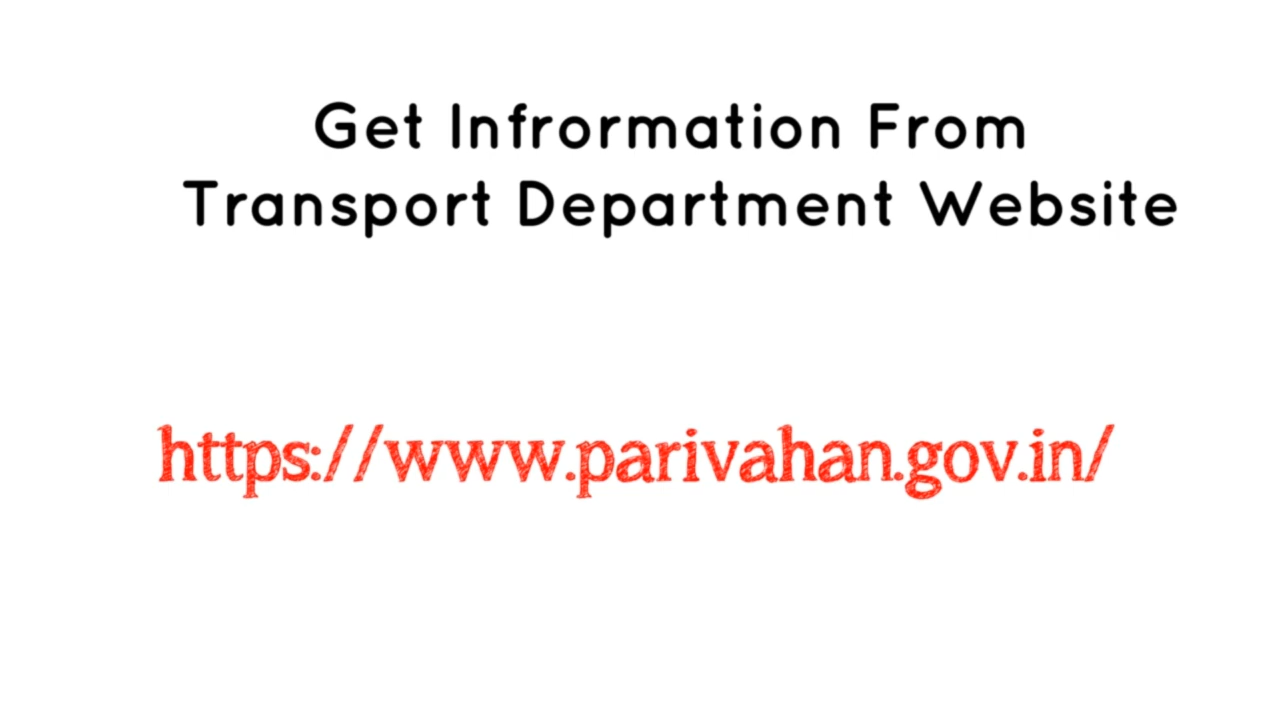 Get Infrormation From
Transport Department Website
https://www.parivahan.gov.in/